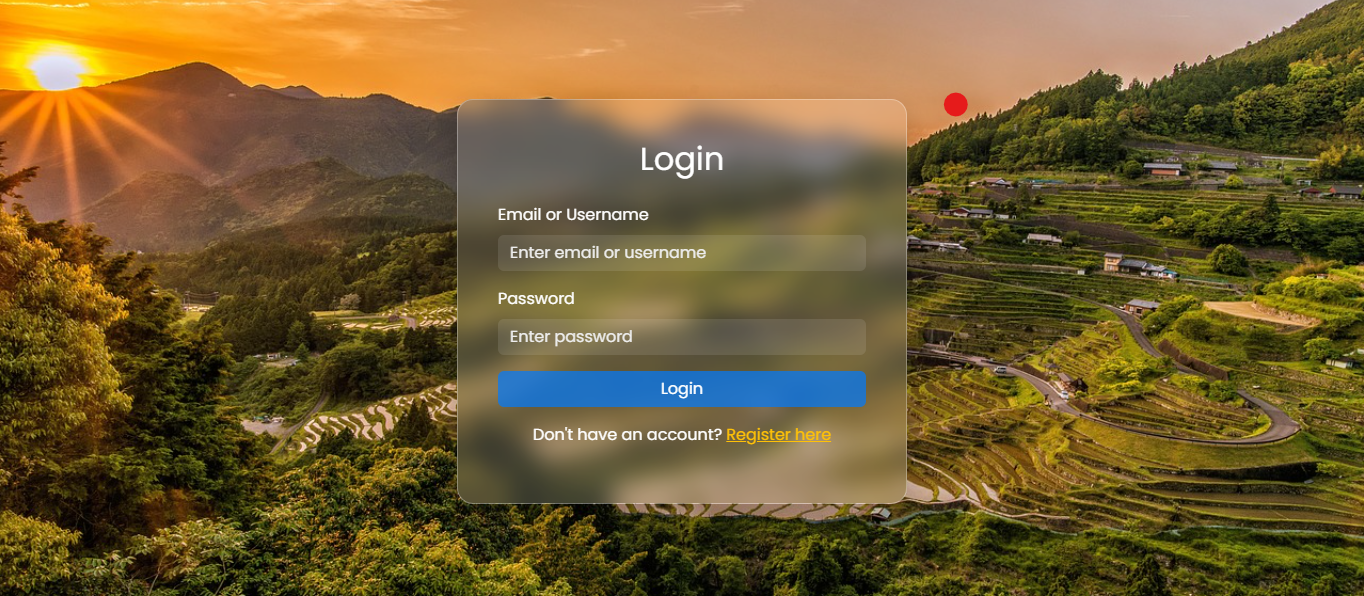 Login
Email or Username
Enter email or username
Password
Enter password
Login
Don't have an account? Register here